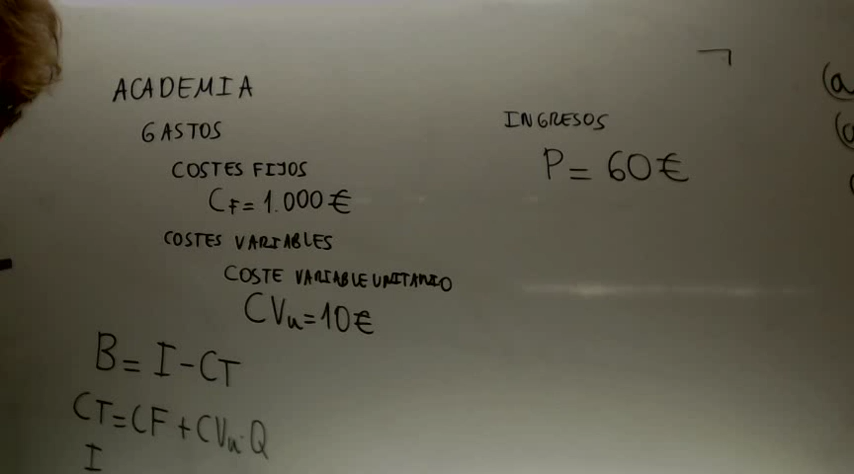 ACADEMIA
GASTOS
COSTES FIJOS
CF = 1.000 €
COSTES VARIABLES
COSTE VARIABLE UNITARIO
CVu = 10 €
B = I - CT
CT = CF + CVu · Q
I
INGRESOS
P = 60 €
(a